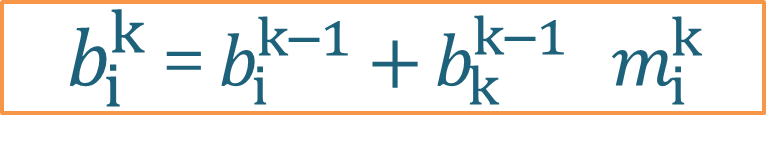 b_i^k = b_i^{k−1} + b_k^{k−1} m_i^k